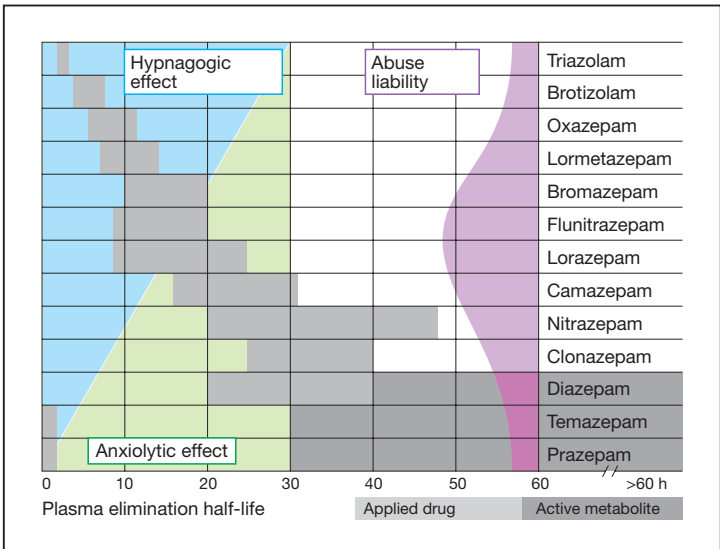 Hypnagogic
effect
Abuse
liability
Triazolam
Brotizolam
Oxazepam
Lormetazepam
Bromazepam
Flunitrazepam
Lorazepam
Camazepam
Nitrazepam
Clonazepam
Diazepam
Temazepam
Prazepam
Anxiolytic effect
0 10 20 30 40 50 60 >60 h
Plasma elimination half-life
Applied drug
Active metabolite